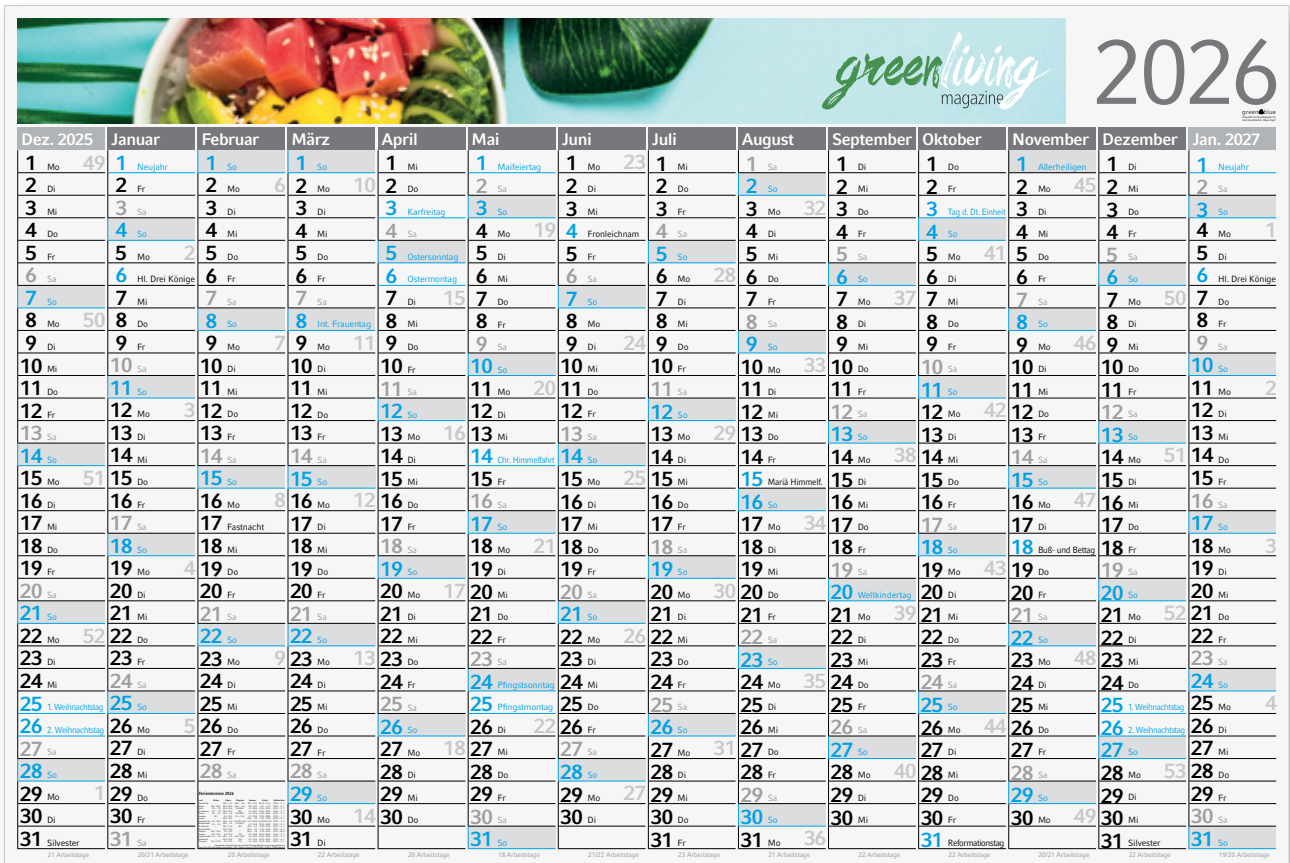 greenliving
magazine
2026
green blue
Dez. 2025 Januar Februar März April Mai Juni Juli August September Oktober November Dezember Jan. 2027
1 Mo 49 1 Neujahr 1 So 1 So 1 Mi 1 Maifeiertag 1 Mo 23 1 Mi 1 Sa 1 Di 1 Do 1 Allerheiligen 1 Di 1 Neujahr
2 Di 2 Fr 2 Mo 6 2 Mo 10 2 Do 2 Sa 2 Di 2 Do 2 So 2 Mi 2 Fr 2 Mo 45 2 Mi 2 Sa
3 Mi 3 Sa 3 Di 3 Di 3 Karfreitag 3 So 3 Mi 3 Fr 3 Mo 32 3 Do 3 Tag d. Dt. Einheit 3 Di 3 Do 3 So
4 Do 4 So 4 Mi 4 Mi 4 Sa 4 Mo 19 4 Fronleichnam 4 Sa 4 Di 4 Fr 4 So 4 Mi 4 Fr 4 Mo 1
5 Fr 5 Mo 2 5 Do 5 Do 5 Ostersonntag 5 Di 5 Fr 5 So 5 Mi 5 Sa 5 Mo 41 5 Do 5 Sa 5 Di
6 Sa 6 Hl. Drei Könige 6 Fr 6 Fr 6 Ostermontag 6 Mi 6 Sa 6 Mo 28 6 Do 6 So 6 Di 6 Fr 6 So 6 Hl. Drei Könige
7 So 7 Mi 7 Sa 7 Sa 7 Di 15 7 Do 7 So 7 Di 7 Fr 7 Mo 37 7 Mi 7 Sa 7 Mo 50 7 Do
8 Mo 50 8 Do 8 So 8 Int. Frauentag 8 Mi 8 Fr 8 Mo 8 Mi 8 Sa 8 Di 8 Do 8 So 8 Di 8 Fr
9 Di 9 Fr 9 Mo 7 9 Mo 11 9 Do 9 Sa 9 Di 24 9 Do 9 So 9 Mi 9 Fr 9 Mo 46 9 Mi 9 Sa
10 Mi 10 Sa 10 Di 10 Di 10 Fr 10 So 10 Mi 10 Fr 10 Mo 33 10 Do 10 Sa 10 Di 10 Do 10 So
11 Do 11 So 11 Mi 11 Mi 11 Sa 11 Mo 20 11 Do 11 Sa 11 Di 11 Fr 11 So 11 Mi 11 Fr 11 Mo 2
12 Fr 12 Mo 3 12 Do 12 Do 12 So 12 Di 12 Fr 12 So 12 Mi 12 Sa 12 Mo 42 12 Do 12 Sa 12 Di
13 Sa 13 Di 13 Fr 13 Fr 13 Mo 16 13 Mi 13 Sa 13 Mo 29 13 Do 13 So 13 Di 13 Fr 13 So 13 Mi
14 So 14 Mi 14 Sa 14 Sa 14 Di 14 Chr. Himmelfahrt 14 So 14 Di 14 Fr 14 Mo 38 14 Mi 14 Sa 14 Mo 51 14 Do
15 Mo 51 15 Do 15 So 15 So 15 Mi 15 Fr 15 Mo 25 15 Mi 15 Mariä Himmelf. 15 Di 15 Do 15 So 15 Di 15 Fr
16 Di 16 Fr 16 Mo 8 16 Mo 12 16 Do 16 Sa 16 Di 16 Do 16 So 16 Mi 16 Fr 16 Mo 47 16 Mi 16 Sa
17 Mi 17 Sa 17 Fastnacht 17 Di 17 Fr 17 So 17 Mi 17 Fr 17 Mo 34 17 Do 17 Sa 17 Di 17 Do 17 So
18 Do 18 So 18 Mi 18 Mi 18 Sa 18 Mo 21 18 Do 18 Sa 18 Di 18 Fr 18 So 18 Buß- und Bettag 18 Fr 18 Mo 3
19 Fr 19 Mo 4 19 Do 19 Do 19 So 19 Di 19 Fr 19 So 19 Mi 19 Sa 19 Mo 43 19 Do 19 Sa 19 Di
20 Sa 20 Di 20 Fr 20 Fr 20 Mo 17 20 Mi 20 Sa 20 Mo 30 20 Do 20 Weltkindertag 20 Di 20 Fr 20 So 20 Mi
21 So 21 Mi 21 Sa 21 Sa 21 Di 21 Do 21 So 21 Di 21 Fr 21 Mo 39 21 Mi 21 Sa 21 Mo 52 21 Do
22 Mo 52 22 Do 22 So 22 So 22 Mi 22 Fr 22 Mo 26 22 Mi 22 Sa 22 Di 22 Do 22 So 22 Di 22 Fr
23 Di 23 Fr 23 Mo 9 23 Mo 13 23 Do 23 Sa 23 Di 23 Do 23 So 23 Mi 23 Fr 23 Mo 48 23 Mi 23 Sa
24 Mi 24 Sa 24 Di 24 Di 24 Fr 24 Pfingstsonntag 24 Mi 24 Fr 24 Mo 35 24 Do 24 Sa 24 Di 24 Do 24 So
25 1. Weihnachtstag 25 So 25 Mi 25 Mi 25 Sa 25 Pfingstmontag 25 Do 25 Sa 25 Di 25 Fr 25 So 25 Mi 25 1. Weihnachtstag 25 Mo 4
26 2. Weihnachtstag 26 Mo 5 26 Do 26 Do 26 So 26 Di 22 26 Fr 26 So 26 Mi 26 Sa 26 Mo 44 26 Do 26 2. Weihnachtstag 26 Di
27 Sa 27 Di 27 Fr 27 Fr 27 Mo 18 27 Mi 27 Sa 27 Mo 31 27 Do 27 So 27 Di 27 Fr 27 So 27 Mi
28 So 28 Mi 28 Sa 28 Sa 28 Di 28 Do 28 So 28 Di 28 Fr 28 Mo 40 28 Mi 28 Sa 28 Mo 53 28 Do
29 Mo 1 29 Do Ferientermine 2026 29 So 29 Mi 29 Fr 29 Mo 27 29 Mi 29 Sa 29 Di 29 Do 29 So 29 Di 29 Fr
30 Di 30 Fr 30 Mo 14 30 Do 30 Sa 30 Di 30 Do 30 So 30 Mi 30 Fr 30 Mo 49 30 Mi 30 Sa
31 Silvester 31 Sa 31 Di 31 So 31 Fr 31 Mo 36 31 Reformationstag 31 Silvester 31 So
21 Arbeitstage 20/21 Arbeitstage 20 Arbeitstage 22 Arbeitstage 20 Arbeitstage 18 Arbeitstage 21/22 Arbeitstage 23 Arbeitstage 21 Arbeitstage 22 Arbeitstage 22 Arbeitstage 20/21 Arbeitstage 22 Arbeitstage 19/20 Arbeitstage